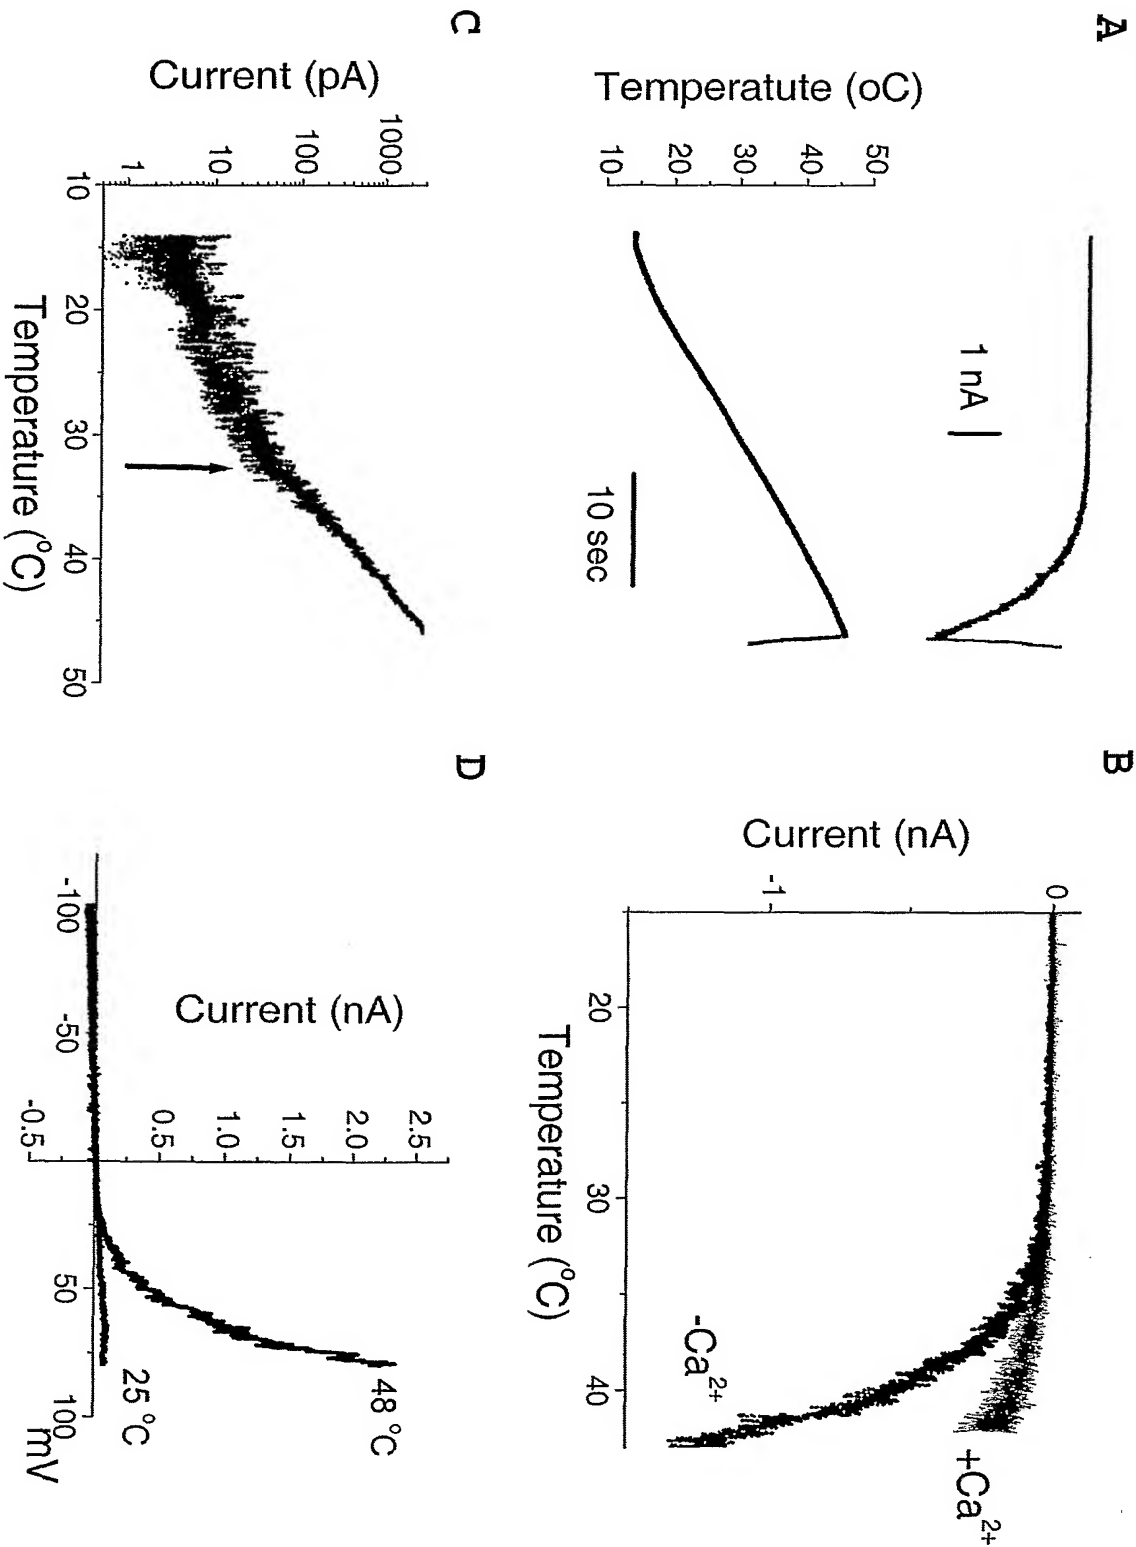 A
Temperatute (oC)
50
40
30
20
10
1 nA
10 sec
B
Current (nA)
0
-1
20
30
40
Temperature (°C)
-Ca²⁺
+Ca²⁺
C
Current (pA)
1000
100
10
1
10
20
30
40
50
Temperature (°C)
D
Current (nA)
2.5
2.0
1.5
1.0
0.5
-0.5
-100
-50
50
100
mV
48 °C
25 °C